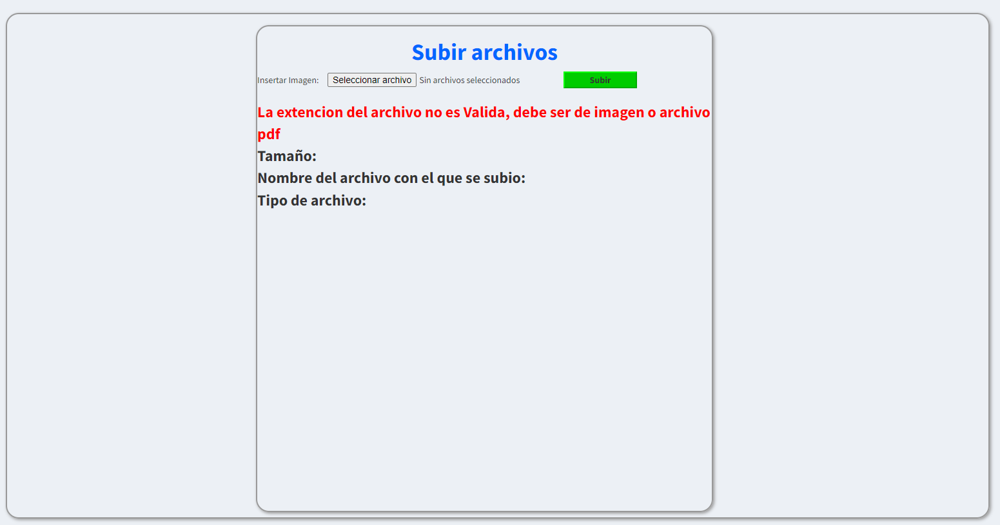 Subir archivos
Insertar Imagen: Seleccionar archivo Sin archivos seleccionados Subir
La extencion del archivo no es Valida, debe ser de imagen o archivo
pdf
Tamaño:
Nombre del archivo con el que se subio:
Tipo de archivo: